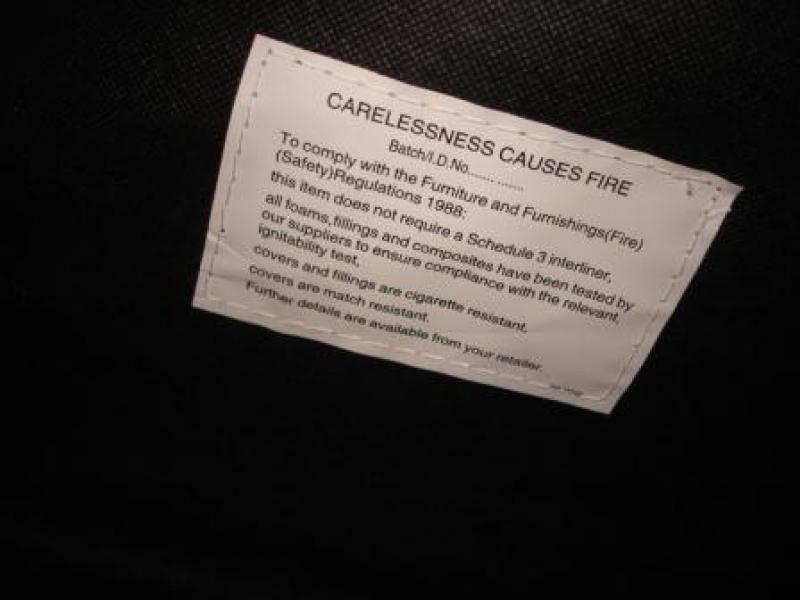 CARELESSNESS CAUSES FIRE
Batch/I.D.No....... .......
To comply with the Furniture and Furnishings(Fire)
(Safety)Regulations 1988:
this item does not require a Schedule 3 interliner,
all foams,fillings and composites have been tested by
our suppliers to ensure compliance with the relevant,
ignitability test,
covers and fillings are cigarette resistant,
covers are match resistant.
Further details are available from your retailer.